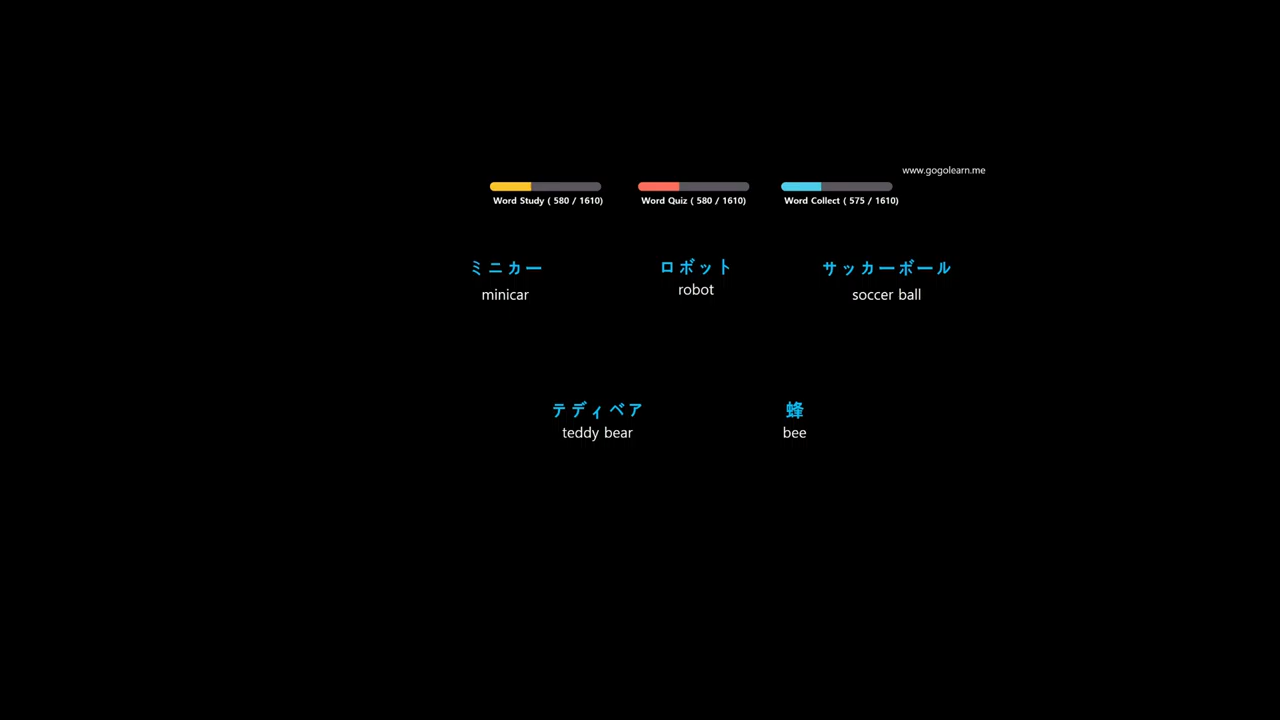 www.gogolearn.me
Word Study ( 580 / 1610) Word Quiz ( 580 / 1610) Word Collect ( 575 / 1610)
ミニカー ロボット サッカーボール
minicar robot soccer ball
テディベア 蜂
teddy bear bee